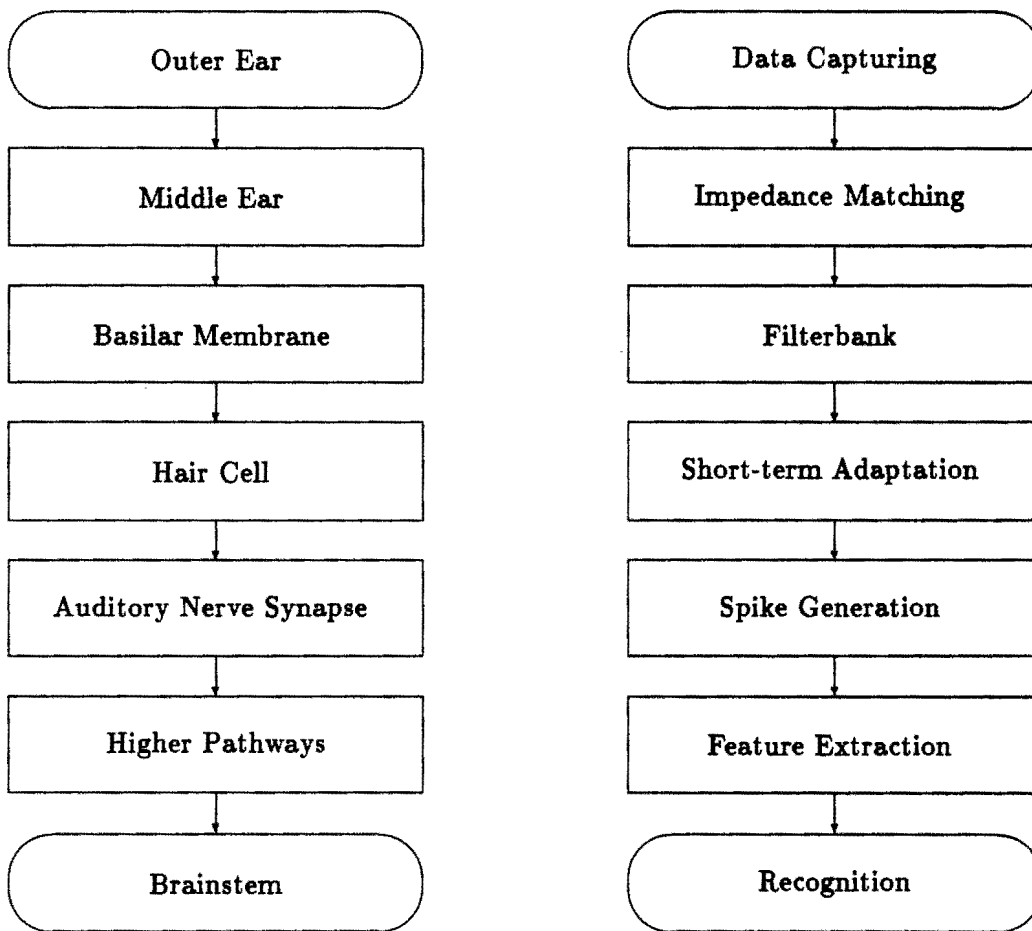 Outer Ear
Middle Ear
Basilar Membrane
Hair Cell
Auditory Nerve Synapse
Higher Pathways
Brainstem
Data Capturing
Impedance Matching
Filterbank
Short-term Adaptation
Spike Generation
Feature Extraction
Recognition